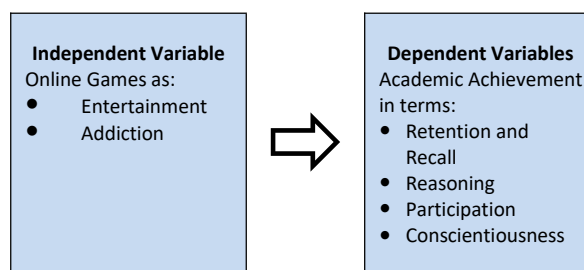 Independent Variable
Online Games as:
● Entertainment
● Addiction
Dependent Variables
Academic Achievement
in terms:
● Retention and
Recall
● Reasoning
● Participation
● Conscientiousness